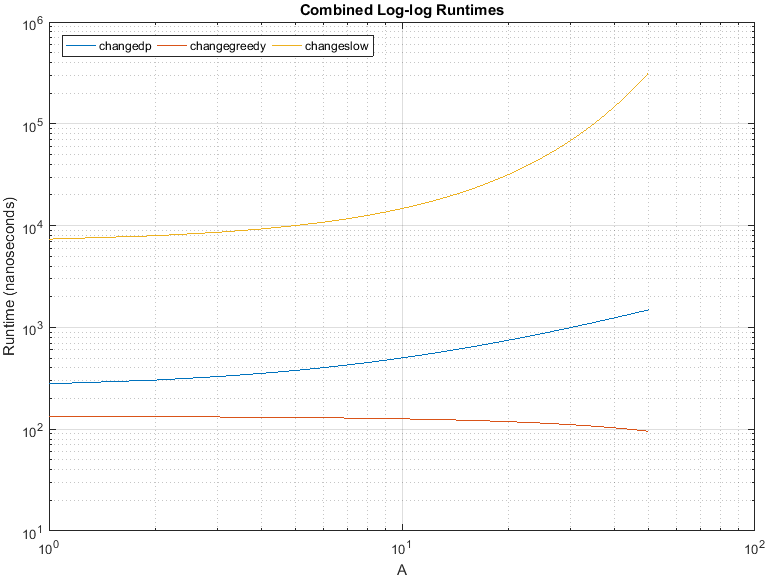 Combined Log-log Runtimes
changedp changegreedy changeslow
10^6
10^5
10^4
10^3
10^2
10^1
Runtime (nanoseconds)
10^0 10^1 10^2
A